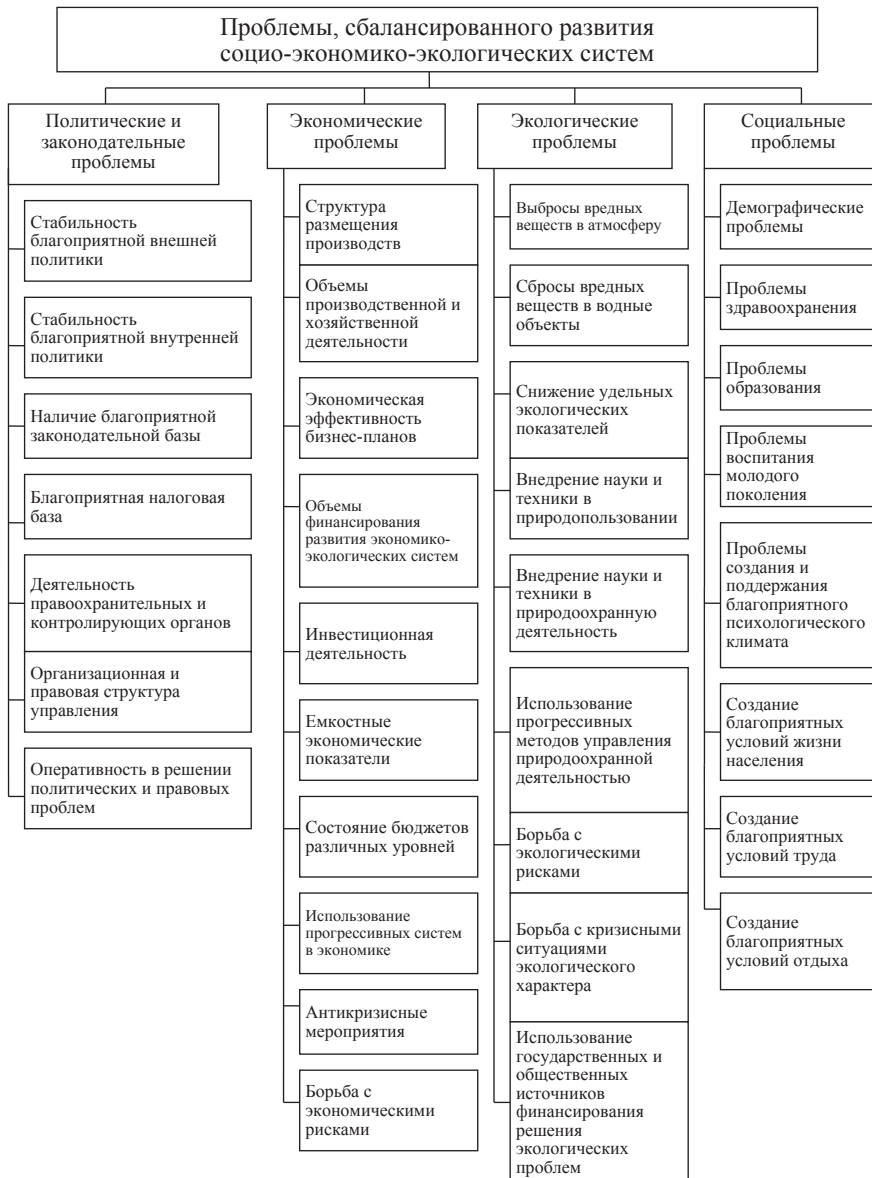 Проблемы, сбалансированного развития
социо-экономико-экологических систем
Политические и
законодательные
проблемы
Стабильность
благоприятной внешней
политики
Стабильность
благоприятной внутренней
политики
Наличие благоприятной
законодательной базы
Благоприятная налоговая
база
Деятельность
правоохранительных и
контролирующих органов
Организационная и
правовая структура
управления
Оперативность в решении
политических и правовых
проблем
Экономические
проблемы
Структура
размещения
производств
Объемы
производственной и
хозяйственной
деятельности
Экономическая
эффективность
бизнес-планов
Объемы
финансирования
развития экономико-
экологических систем
Инвестиционная
деятельность
Емкостные
экономические
показатели
Состояние бюджетов
различных уровней
Использование
прогрессивных систем
в экономике
Антикризисные
мероприятия
Борьба с
экономическими
рисками
Экологические
проблемы
Выбросы вредных
веществ в атмосферу
Сбросы вредных
веществ в водные
объекты
Снижение удельных
экологических
показателей
Внедрение науки и
техники в
природопользовании
Внедрение науки и
техники в
природоохранную
деятельность
Использование
прогрессивных
методов управления
природоохранной
деятельностью
Борьба с
экологическими
рисками
Борьба с кризисными
ситуациями
экологического
характера
Использование
государственных и
общественных
источников
финансирования
решения
экологических
проблем
Социальные
проблемы
Демографические
проблемы
Проблемы
здравоохранения
Проблемы
образования
Проблемы
воспитания
молодого
поколения
Проблемы
создания и
поддержания
благоприятного
психологического
климата
Создание
благоприятных
условий жизни
населения
Создание
благоприятных
условий труда
Создание
благоприятных
условий отдыха